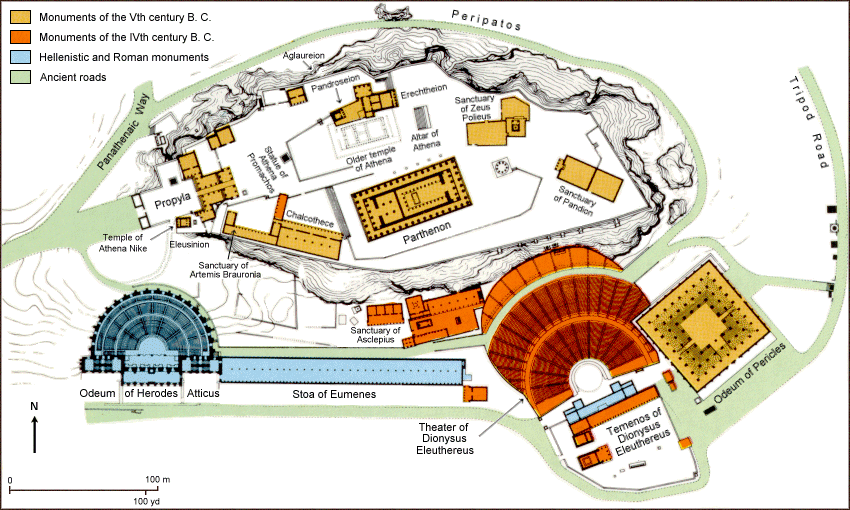 Monuments of the Vth century B. C.
Monuments of the IVth century B. C.
Hellenistic and Roman monuments
Ancient roads
Peripatos
Tripod Road
Panathenaic Way
Aglaureion
Pandroseion
Erechtheion
Sanctuary
of Zeus
Polieus
Altar of
Athena
Older temple
of Athena
Statue of
Athena
Promachos
Propyla
Chalcothece
Parthenon
Sanctuary
of Pandion
Temple of
Athena Nike
Eleusinion
Sanctuary of
Artemis Brauronia
Sanctuary of
Asclepius
Odeum of Herodes Atticus
Stoa of Eumenes
Theater of
Dionysus
Eleuthereus
Temenos of
Dionysus
Eleuthereus
Odeum of Pericles
N
0 100 m
100 yd